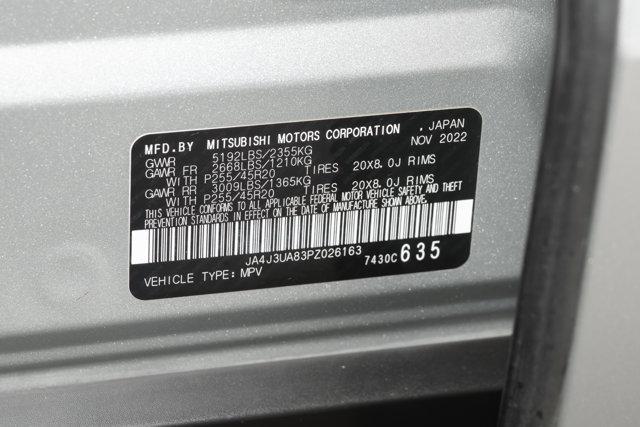 MFD.BY MITSUBISHI MOTORS CORPORATION , JAPAN
GVWR 5192LBS/2355KG NOV 2022
GAWR FR 2668LBS/1210KG
WITH P255/45R20 TIRES 20X8.0J RIMS
GAWR RR 3009LBS/1365KG
WITH P255/45R20 TIRES 20X8.0J RIMS
THIS VEHICLE CONFORMS TO ALL APPLICABLE FEDERAL MOTOR VEHICLE SAFETY AND THEFT
PREVENTION STANDARDS IN EFFECT ON THE DATE OF MANUFACTURE SHOWN ABOVE.
JA4J3UA83PZ026163 7430C 635
VEHICLE TYPE: MPV